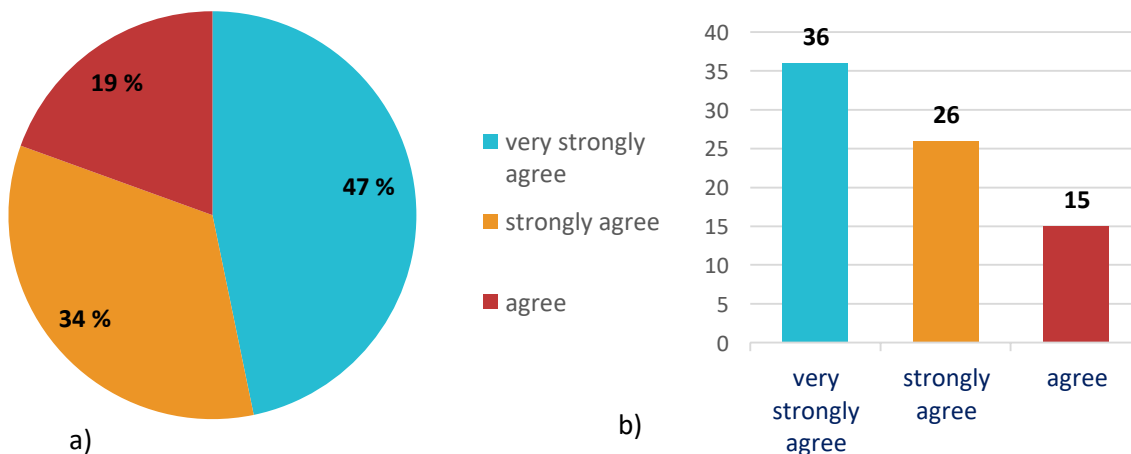 19 %
47 %
34 %
a)
very strongly
agree
strongly agree
agree
40
35
30
25
20
15
10
5
0
36
26
15
very
strongly
agree
strongly
agree
agree
b)